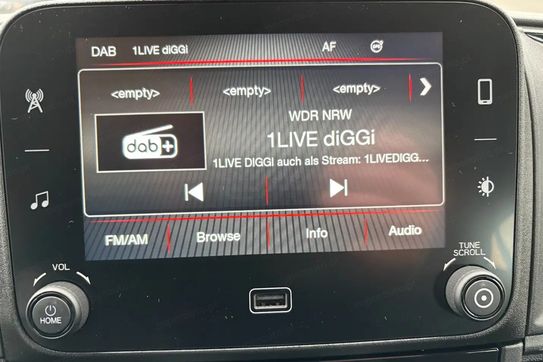 DAB 1LIVE diGGi AF EPG
<empty> <empty> <empty>
WDR NRW
dab+ 1LIVE diGGi
1LIVE DIGGI auch als Stream: 1LIVEDIGG...
FM/AM Browse Info Audio
VOL TUNE
SCROLL
HOME